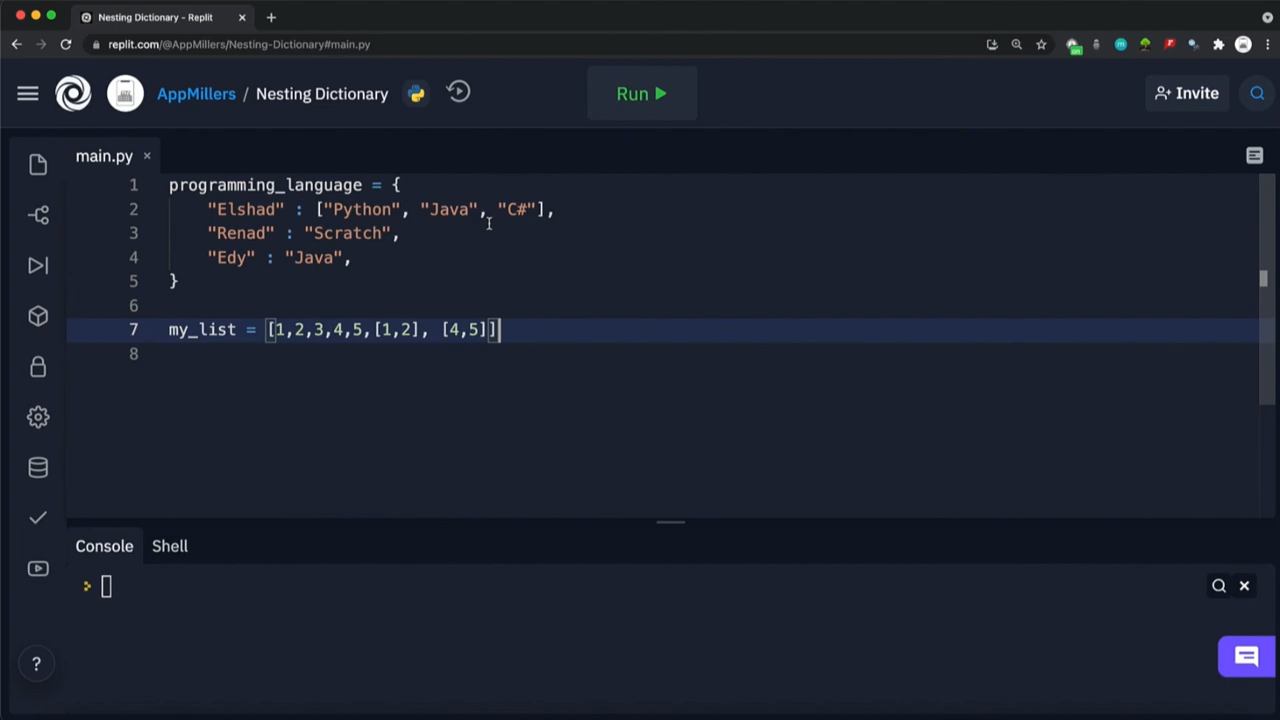 Nesting Dictionary - Replit
replit.com/@AppMillers/Nesting-Dictionary#main.py
AppMillers / Nesting Dictionary
Run
Invite
main.py
1 programming_language = {
2 "Elshad" : ["Python", "Java", "C#"],
3 "Renad" : "Scratch",
4 "Edy" : "Java",
5 }
6
7 my_list = [1,2,3,4,5,[1,2], [4,5]]
8
Console Shell
?